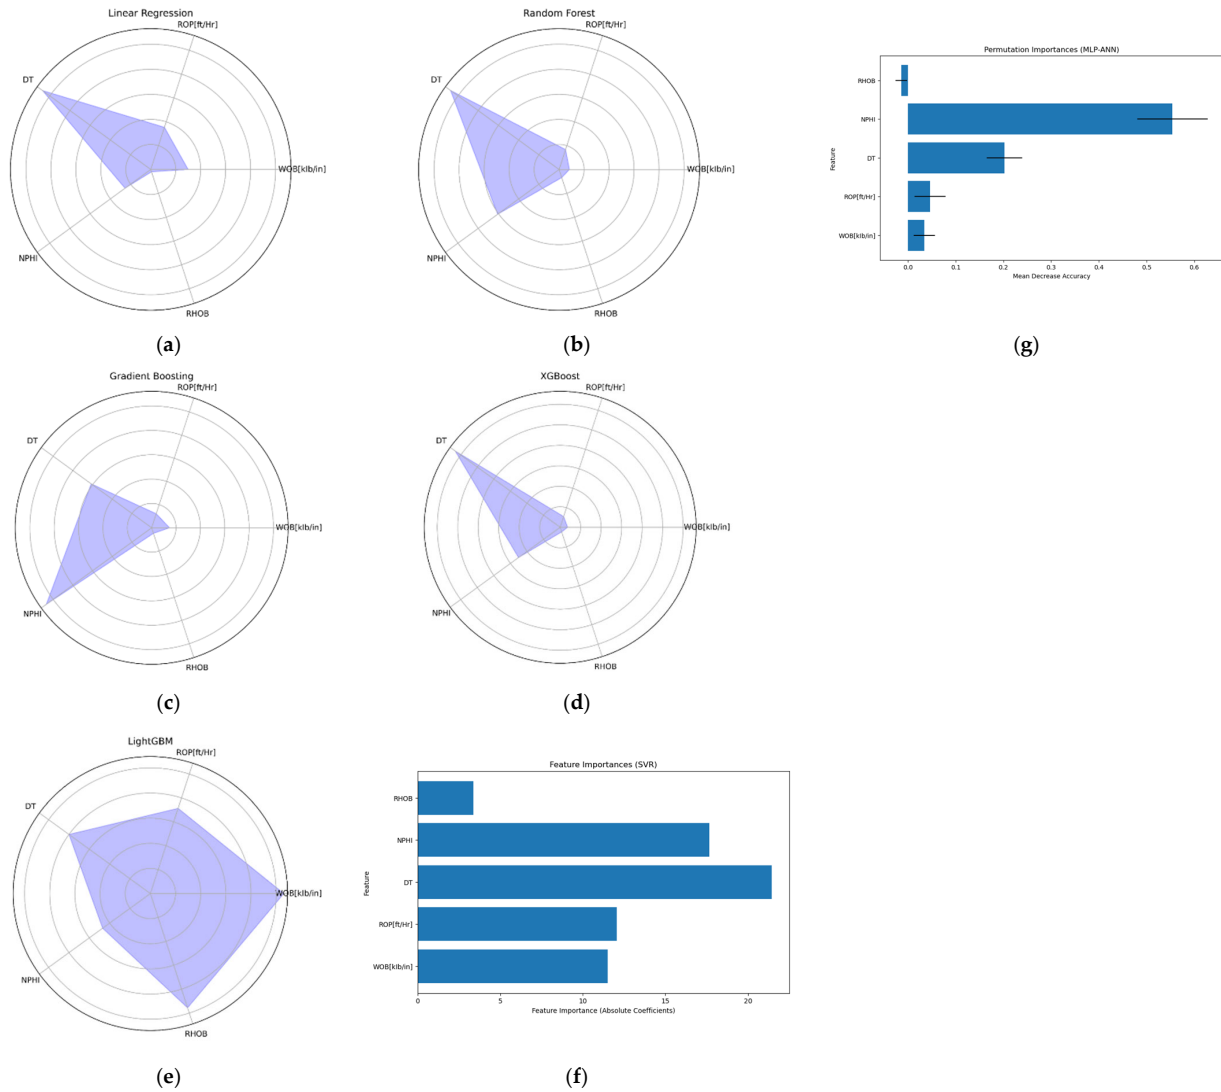 Linear Regression
ROP[ft/Hr]
DT
WOB[klb/in]
NPHI
RHOB
(a)
Random Forest
ROP[ft/Hr]
DT
WOB[klb/in]
NPHI
RHOB
(b)
Permutation Importances (MLP-ANN)
RHOB
NPHI
DT
ROP[ft/Hr]
WOB[klb/in]
Feature
0.0 0.1 0.2 0.3 0.4 0.5 0.6
Mean Decrease Accuracy
(g)
Gradient Boosting
ROP[ft/Hr]
DT
WOB[klb/in]
NPHI
RHOB
(c)
XGBoost
ROP[ft/Hr]
DT
WOB[klb/in]
NPHI
RHOB
(d)
LightGBM
ROP[ft/Hr]
DT
WOB[klb/in]
NPHI
RHOB
(e)
Feature Importances (SVR)
RHOB
NPHI
DT
ROP[ft/Hr]
WOB[klb/in]
Feature
0 5 10 15 20
Feature Importance (Absolute Coefficients)
(f)